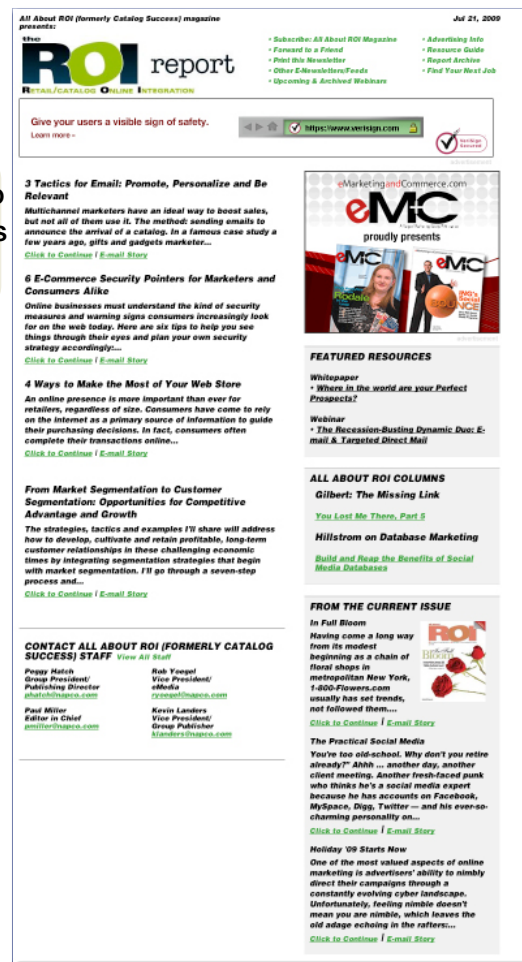 All About ROI (formerly Catalog Success) magazine
presents:
Jul 21, 2009
the
ROI report
RETAIL/CATALOG ONLINE INTEGRATION
• Subscribe: All About ROI Magazine
• Forward to a Friend
• Print this Newsletter
• Other E-Newsletters/Feeds
• Upcoming & Archived Webinars
• Advertising Info
• Resource Guide
• Report Archive
• Find Your Next Job
Give your users a visible sign of safety.
Learn more
https://www.verisign.com
VeriSign
Secured
advertisement
3 Tactics for Email: Promote, Personalize and Be
Relevant
Multichannel marketers have an ideal way to boost sales,
but not all of them use it. The method: sending emails to
announce the arrival of a catalog. In a famous case study a
few years ago, gifts and gadgets marketer...
Click to Continue | E-mail Story
6 E-Commerce Security Pointers for Marketers and
Consumers Alike
Online businesses must understand the kind of security
measures and warning signs consumers increasingly look
for on the web today. Here are six tips to help you see
things through their eyes and plan your own security
strategy accordingly:...
Click to Continue | E-mail Story
4 Ways to Make the Most of Your Web Store
An online presence is more important than ever for
retailers, regardless of size. Consumers have come to rely
on the internet as a primary source of information to guide
their purchasing decisions. In fact, consumers often
complete their transactions online...
Click to Continue | E-mail Story
From Market Segmentation to Customer
Segmentation: Opportunities for Competitive
Advantage and Growth
The strategies, tactics and examples I'll share will address
how to develop, cultivate and retain profitable, long-term
customer relationships in these challenging economic
times by integrating segmentation strategies that begin
with market segmentation. I'll go through a seven-step
process and...
Click to Continue | E-mail Story
CONTACT ALL ABOUT ROI (FORMERLY CATALOG
SUCCESS) STAFF View All Staff
Peggy Hatch
Group President/
Publishing Director
phatch@napco.com
Rob Yoegel
Vice President/
eMedia
ryoegel@napco.com
Paul Miller
Editor in Chief
pmiller@napco.com
Kevin Landers
Vice President/
Group Publisher
klanders@napco.com
eMarketingandCommerce.com
eMC
proudly presents
eMC
Rodale
eMC
ING's
Social
BOUNCE
advertisement
FEATURED RESOURCES
Whitepaper
• Where in the world are your Perfect
Prospects?
Webinar
• The Recession-Busting Dynamic Duo: E-
mail & Targeted Direct Mail
ALL ABOUT ROI COLUMNS
Gilbert: The Missing Link
You Lost Me There, Part 5
Hillstrom on Database Marketing
Build and Reap the Benefits of Social
Media Databases
FROM THE CURRENT ISSUE
In Full Bloom
Having come a long way
from its modest
beginning as a chain of
floral shops in
metropolitan New York,
1-800-Flowers.com
usually has set trends,
not followed them....
ROI
Bloom
Click to Continue | E-mail Story
The Practical Social Media
You're too old-school. Why don't you retire
already?" Ahhh ... another day, another
client meeting. Another fresh-faced punk
who thinks he's a social media expert
because he has accounts on Facebook,
MySpace, Digg, Twitter — and his ever-so-
charming personality on...
Click to Continue | E-mail Story
Holiday '09 Starts Now
One of the most valued aspects of online
marketing is advertisers' ability to nimbly
direct their campaigns through a
constantly evolving cyber landscape.
Unfortunately, feeling nimble doesn't
mean you are nimble, which leaves the
old adage echoing in the rafters:...
Click to Continue | E-mail Story